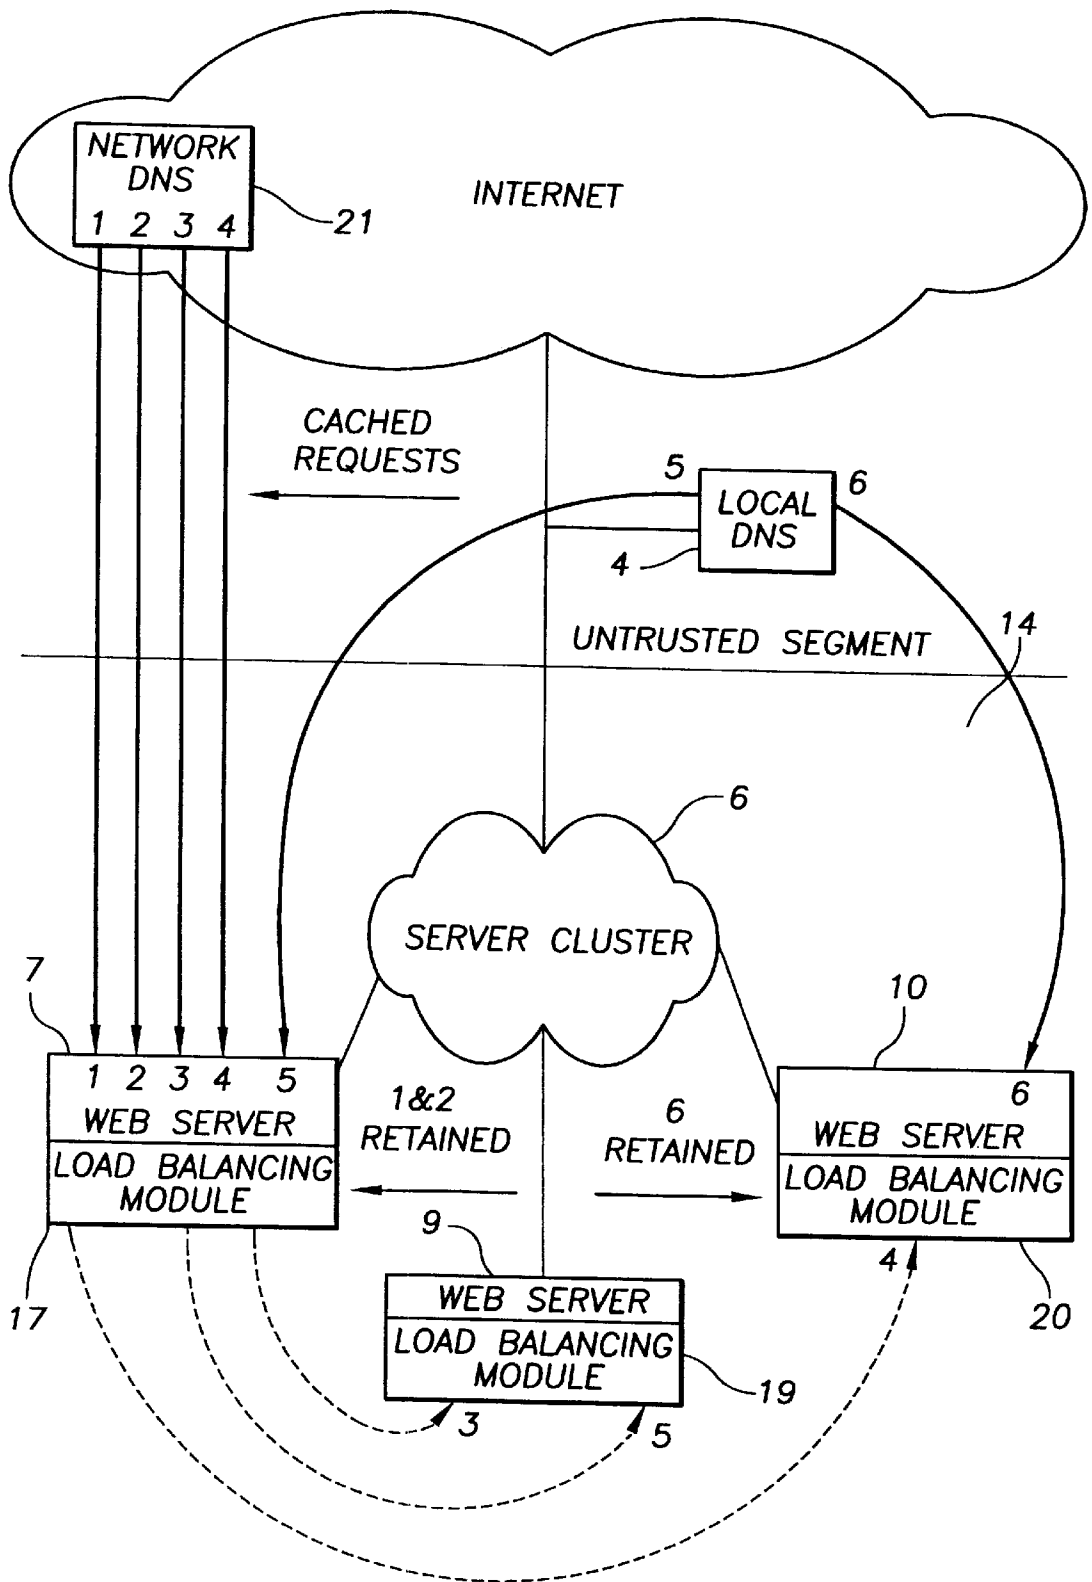 NETWORK
DNS
1 2 3 4
21
INTERNET
CACHED
REQUESTS
5
6
LOCAL
DNS
4
UNTRUSTED SEGMENT
14
6
SERVER CLUSTER
7
10
1 2 3 4 5
WEB SERVER
LOAD BALANCING
MODULE
1&2
RETAINED
6
RETAINED
6
WEB SERVER
LOAD BALANCING
MODULE
9
4
17
20
WEB SERVER
LOAD BALANCING
MODULE
19
3
5